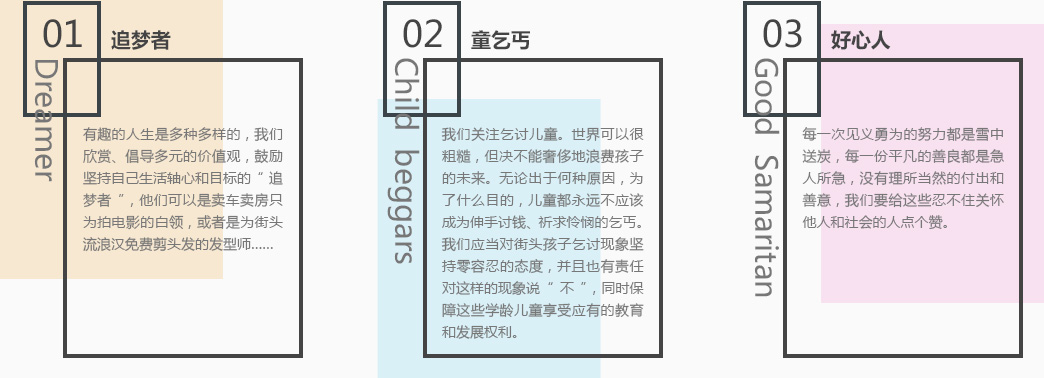 01
追梦者
Dreamer
有趣的人生是多种多样的，我们
欣赏、倡导多元的价值观，鼓励
坚持自己生活轴心和目标的“ 追
梦者 ”，他们可以是卖车卖房只
为拍电影的白领，或者是为街头
流浪汉免费剪头发的发型师......
02
童乞丐
Child beggars
我们关注乞讨儿童。世界可以很
粗糙，但决不能奢侈地浪费孩子
的未来。无论出于何种原因，为
了什么目的，儿童都永远不应该
成为伸手讨钱、祈求怜悯的乞丐。
我们应当对街头孩子乞讨现象坚
持零容忍的态度，并且也有责任
对这样的现象说“ 不 ”，同时保
障这些学龄儿童享受应有的教育
和发展权利。
03
好心人
Good Samaritan
每一次见义勇为的努力都是雪中
送炭，每一份平凡的善良都是急
人所急，没有理所当然的付出和
善意，我们要给这些忍不住关怀
他人和社会的人点个赞。